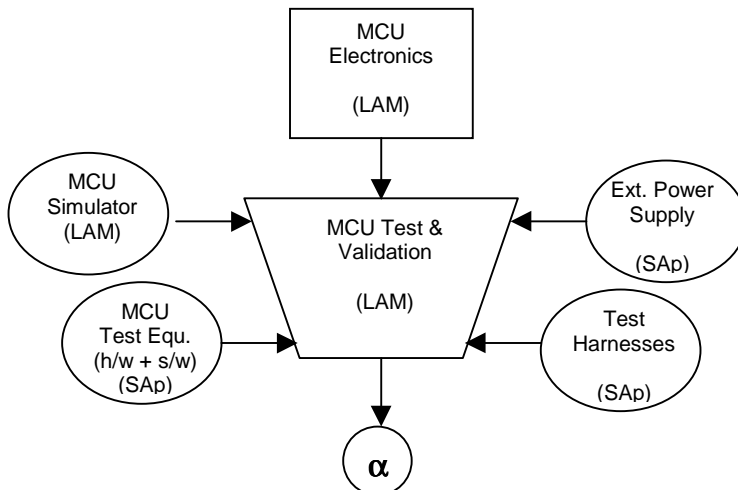 MCU
Electronics
(LAM)
MCU
Simulator
(LAM)
MCU Test &
Validation
(LAM)
Ext. Power
Supply
(SAp)
MCU
Test Equ.
(h/w + s/w)
(SAp)
Test
Harnesses
(SAp)
α